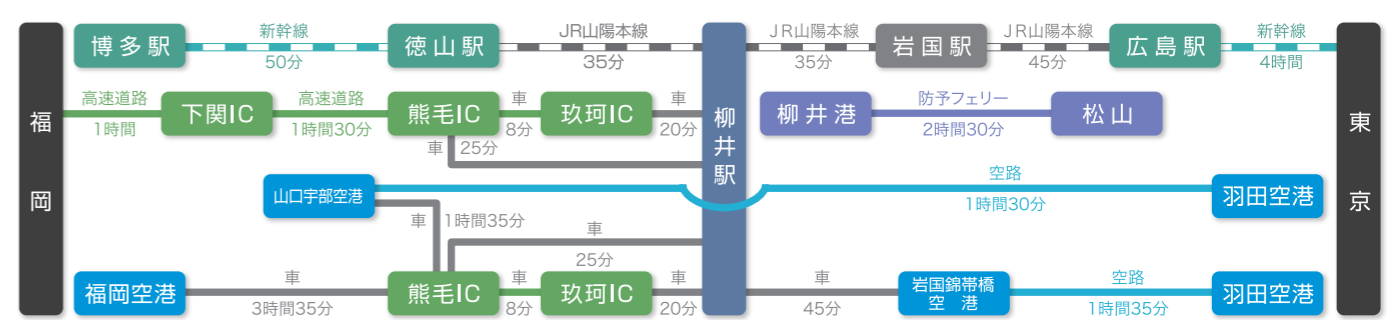 福岡
博多駅
新幹線
50分
徳山駅
JR山陽本線
35分
柳井駅
JR山陽本線
35分
岩国駅
JR山陽本線
45分
広島駅
新幹線
4時間
東京
高速道路
1時間
下関IC
高速道路
1時間30分
熊毛IC
車
8分
玖珂IC
車
20分
車
25分
柳井港
防予フェリー
2時間30分
松山
山口宇部空港
空路
1時間30分
羽田空港
車
1時間35分
車
25分
福岡空港
車
3時間35分
熊毛IC
車
8分
玖珂IC
車
20分
車
45分
岩国錦帯橋
空港
空路
1時間35分
羽田空港